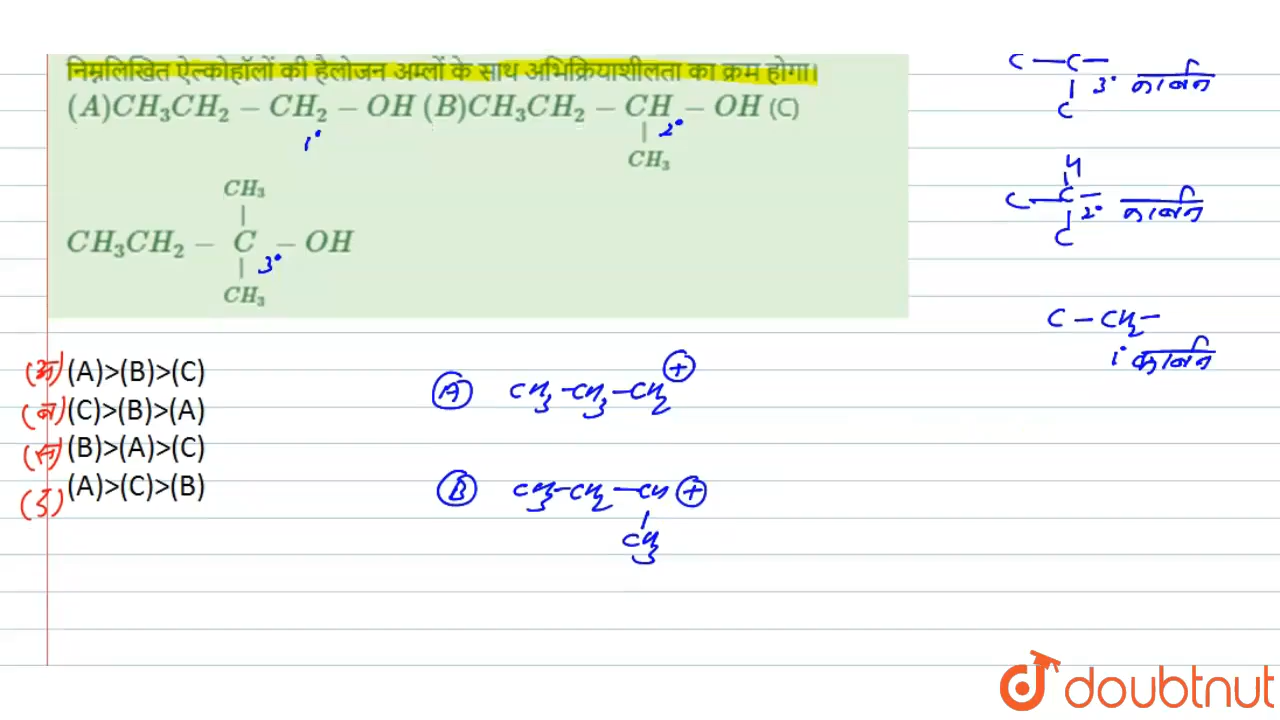 निम्नलिखित ऐल्कोहॉलों की हैलोजन अम्लों के साथ अभिक्रियाशीलता का क्रम होगा।
(A)CH₃CH₂ − CH₂ − OH (B)CH₃CH₂ − CH − OH (C)
1° 2°
|
CH₃
CH₃
|
CH₃CH₂ − C − OH
| 3°
CH₃
(अ) (A)>(B)>(C)
(ब) (C)>(B)>(A)
(स) (B)>(A)>(C)
(द) (A)>(C)>(B)
(A) CH₃−CH₃−CH₂ (+)
(B) CH₃−CH₂−CH (+)
|
CH₃
C − C −
| 3° कार्बन
C
H
|
C − C −
| 2° कार्बन
C
C − CH₂ −
1° कार्बन
doubtnut